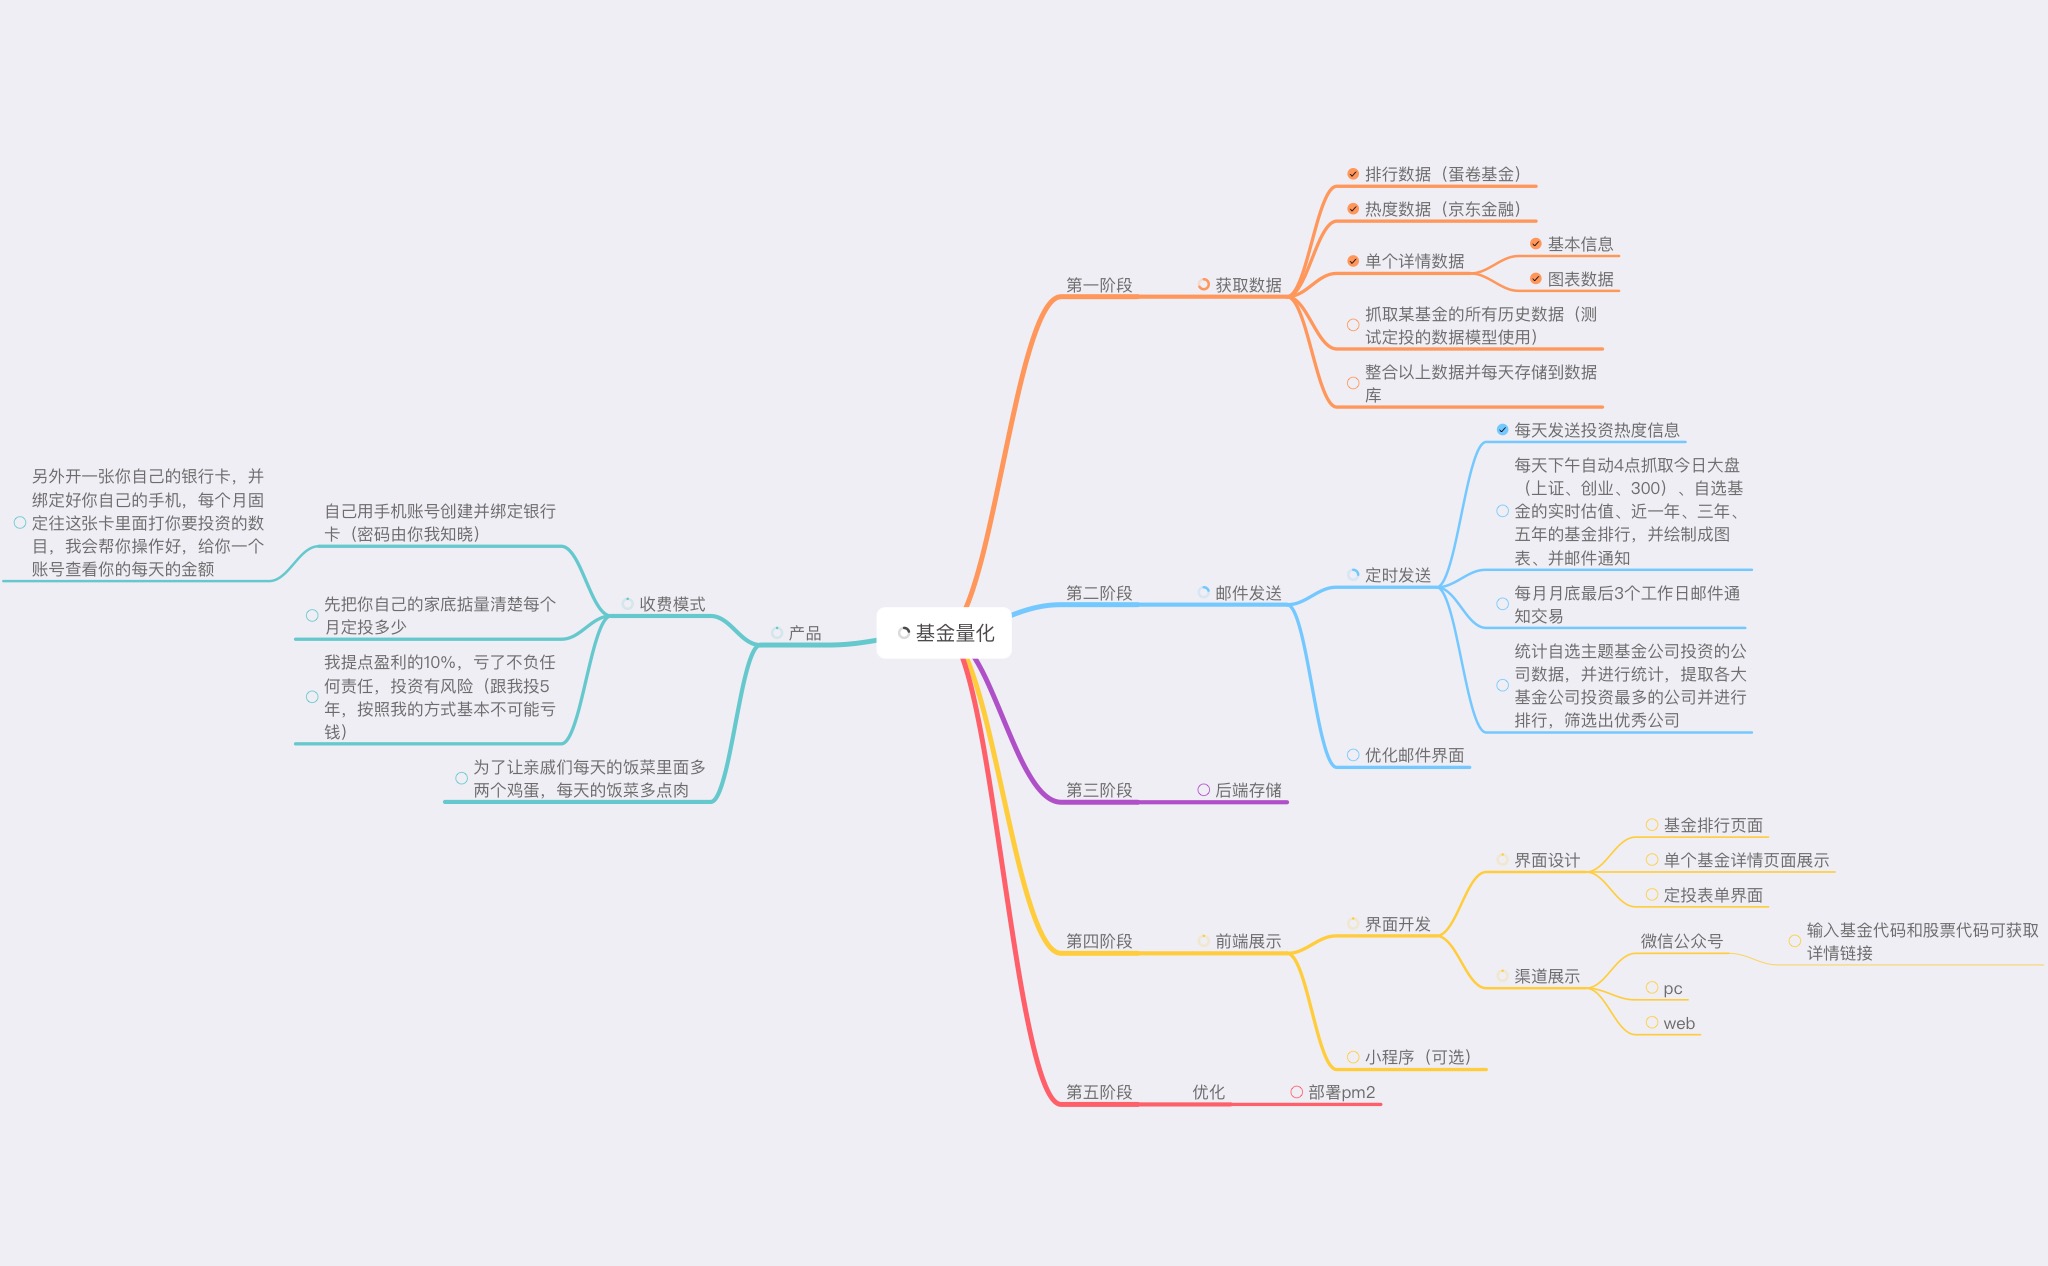 基金量化
第一阶段
获取数据
排行数据（蛋卷基金）
热度数据（京东金融）
单个详情数据
基本信息
图表数据
抓取某基金的所有历史数据（测
试定投的数据模型使用）
整合以上数据并每天存储到数据
库
第二阶段
邮件发送
定时发送
每天发送投资热度信息
每天下午自动4点抓取今日大盘
（上证、创业、300）、自选基
金的实时估值、近一年、三年、
五年的基金排行，并绘制成图
表、并邮件通知
每月月底最后3个工作日邮件通
知交易
统计自选主题基金公司投资的公
司数据，并进行统计，提取各大
基金公司投资最多的公司并进行
排行，筛选出优秀公司
优化邮件界面
第三阶段
后端存储
第四阶段
前端展示
界面开发
界面设计
基金排行页面
单个基金详情页面展示
定投表单界面
渠道展示
微信公众号
输入基金代码和股票代码可获取
详情链接
pc
web
小程序（可选）
第五阶段
优化
部署pm2
产品
收费模式
自己用手机账号创建并绑定银行
卡（密码由你我知晓）
另外开一张你自己的银行卡，并
绑定好你自己的手机，每个月固
定往这张卡里面打你要投资的数
目，我会帮你操作好，给你一个
账号查看你的每天的金额
先把你自己的家底掂量清楚每个
月定投多少
我提点盈利的10%，亏了不负任
何责任，投资有风险（跟我投5
年，按照我的方式基本不可能亏
钱）
为了让亲戚们每天的饭菜里面多
两个鸡蛋，每天的饭菜多点肉